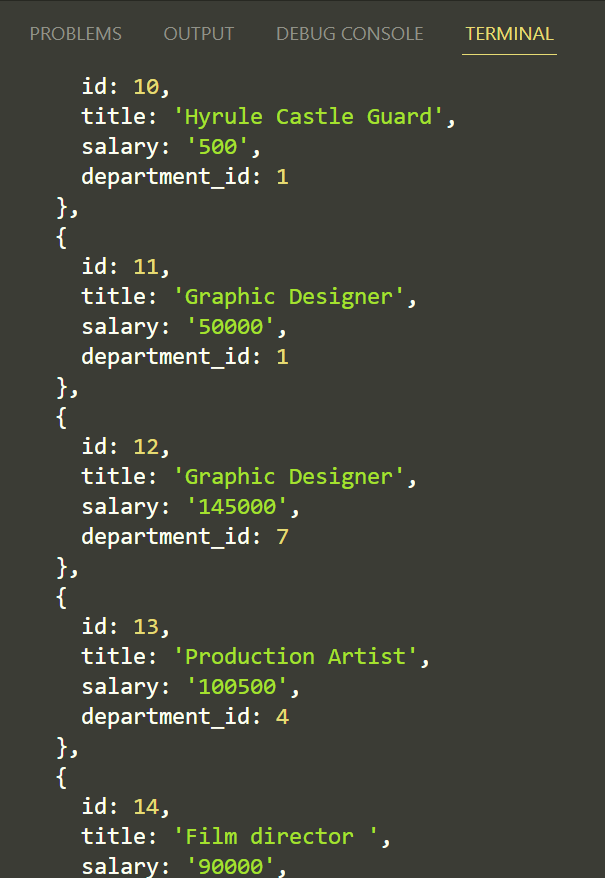 PROBLEMS OUTPUT DEBUG CONSOLE TERMINAL
id: 10,
title: 'Hyrule Castle Guard',
salary: '500',
department_id: 1
},
{
id: 11,
title: 'Graphic Designer',
salary: '50000',
department_id: 1
},
{
id: 12,
title: 'Graphic Designer',
salary: '145000',
department_id: 7
},
{
id: 13,
title: 'Production Artist',
salary: '100500',
department_id: 4
},
{
id: 14,
title: 'Film director ',
salary: '90000',